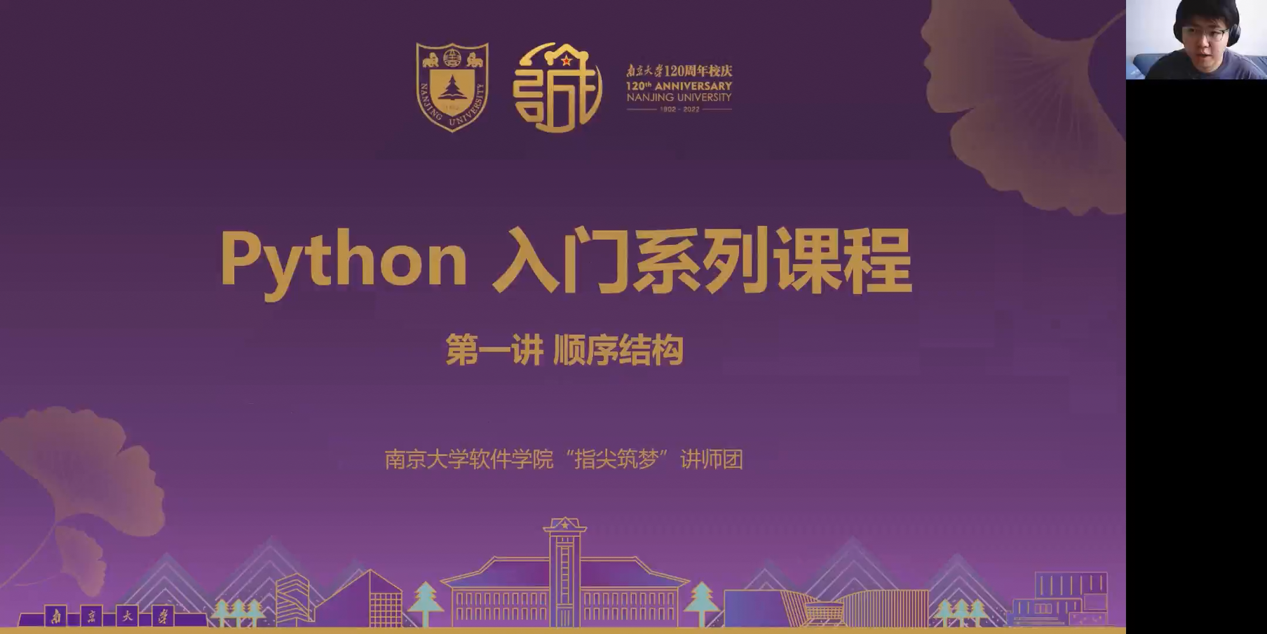 NANJING UNIVERSITY
南京大学120周年校庆
120th ANNIVERSARY
NANJING UNIVERSITY
1902 - 2022
Python 入门系列课程
第一讲 顺序结构
南京大学软件学院“指尖筑梦”讲师团
南京大学